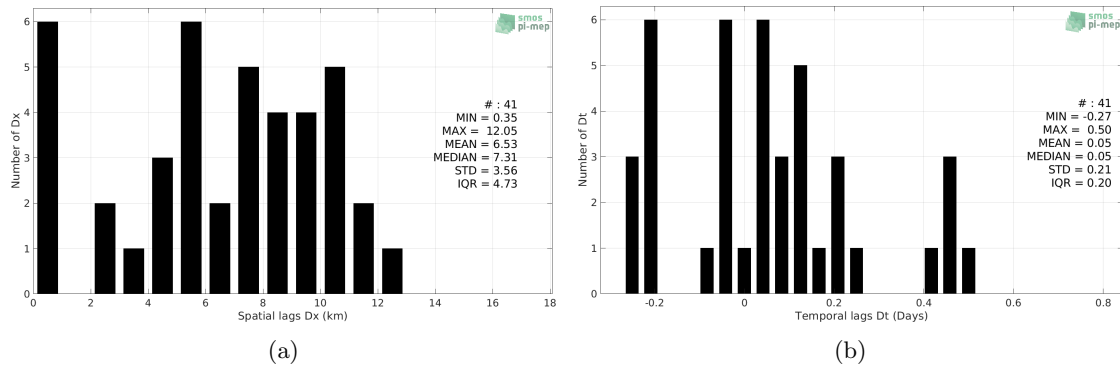 6
5
4
3
2
1
0
Number of Dx
0 2 4 6 8 10 12 14 16 18
Spatial lags Dx (km)
smos
pi-mep
# : 41
MIN = 0.35
MAX = 12.05
MEAN = 6.53
MEDIAN = 7.31
STD = 3.56
IQR = 4.73
(a)
6
5
4
3
2
1
0
Number of Dt
-0.2 0 0.2 0.4 0.6 0.8
Temporal lags Dt (Days)
smos
pi-mep
# : 41
MIN = -0.27
MAX = 0.50
MEAN = 0.05
MEDIAN = 0.05
STD = 0.21
IQR = 0.20
(b)